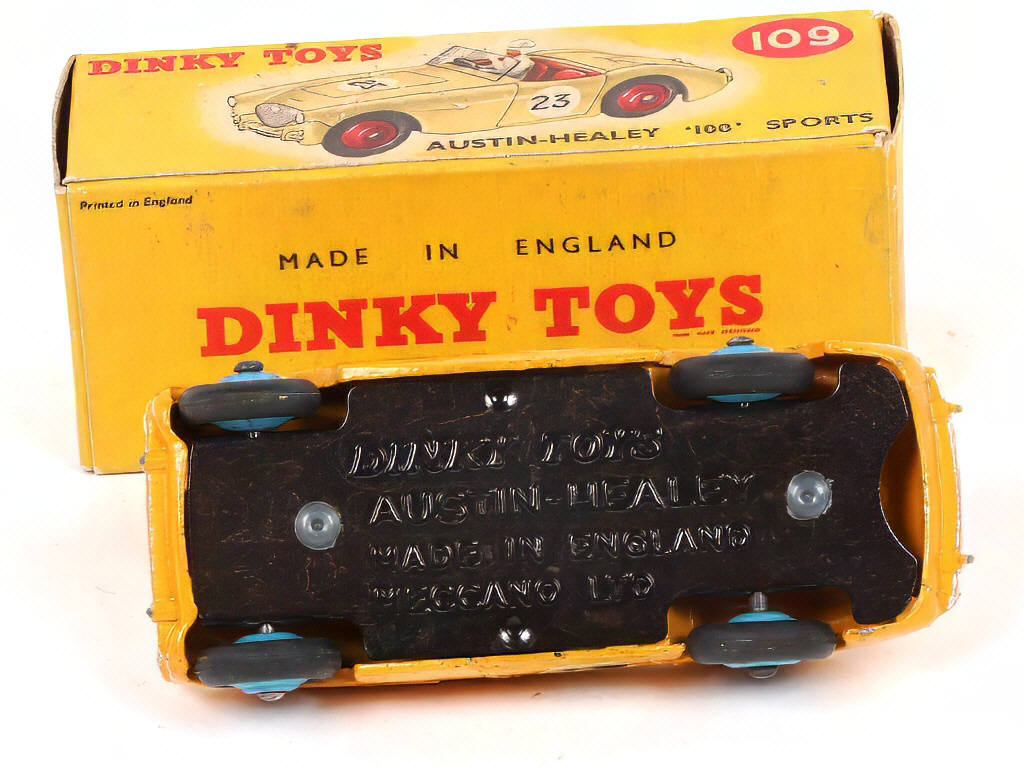 DINKY TOYS
109
23
23
AUSTIN-HEALEY '100' SPORTS
Printed in England
MADE IN ENGLAND
DINKY TOYS
DINKY TOYS
AUSTIN-HEALEY
MADE IN ENGLAND
MECCANO LTD